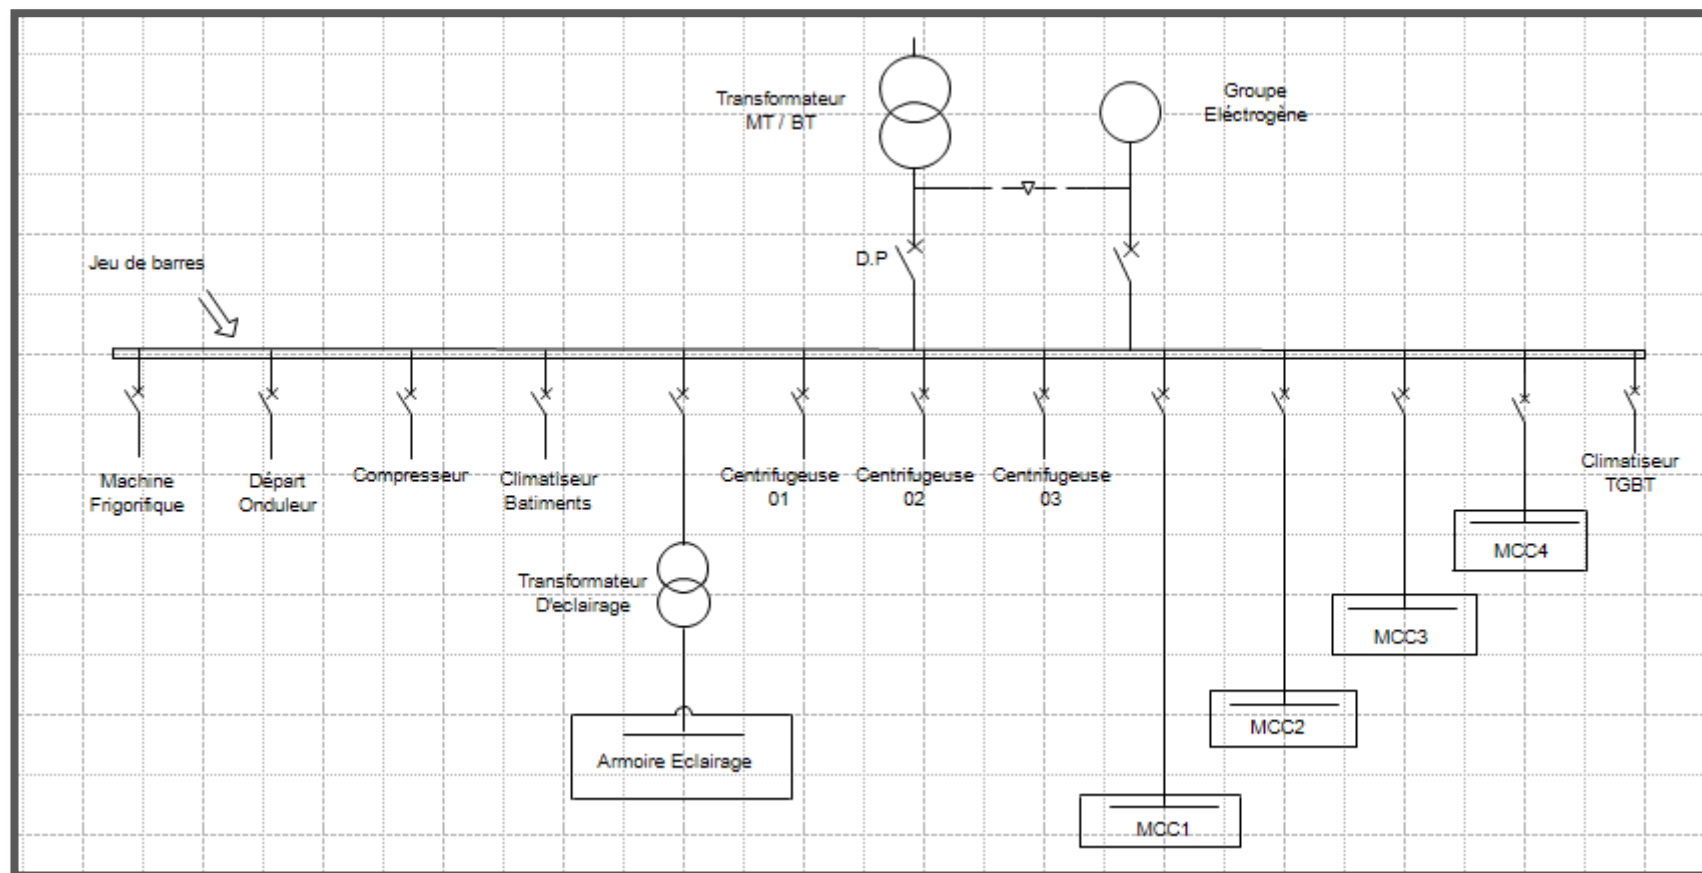 Transformateur
MT / BT
Groupe
Eléctrogène
D.P
Jeu de barres
Machine
Frigorifique
Départ
Onduleur
Compresseur
Climatiseur
Batiments
Centrifugeuse
01
Centrifugeuse
02
Centrifugeuse
03
Climatiseur
TGBT
MCC4
Transformateur
D'eclairage
MCC3
MCC2
Armoire Eclairage
MCC1